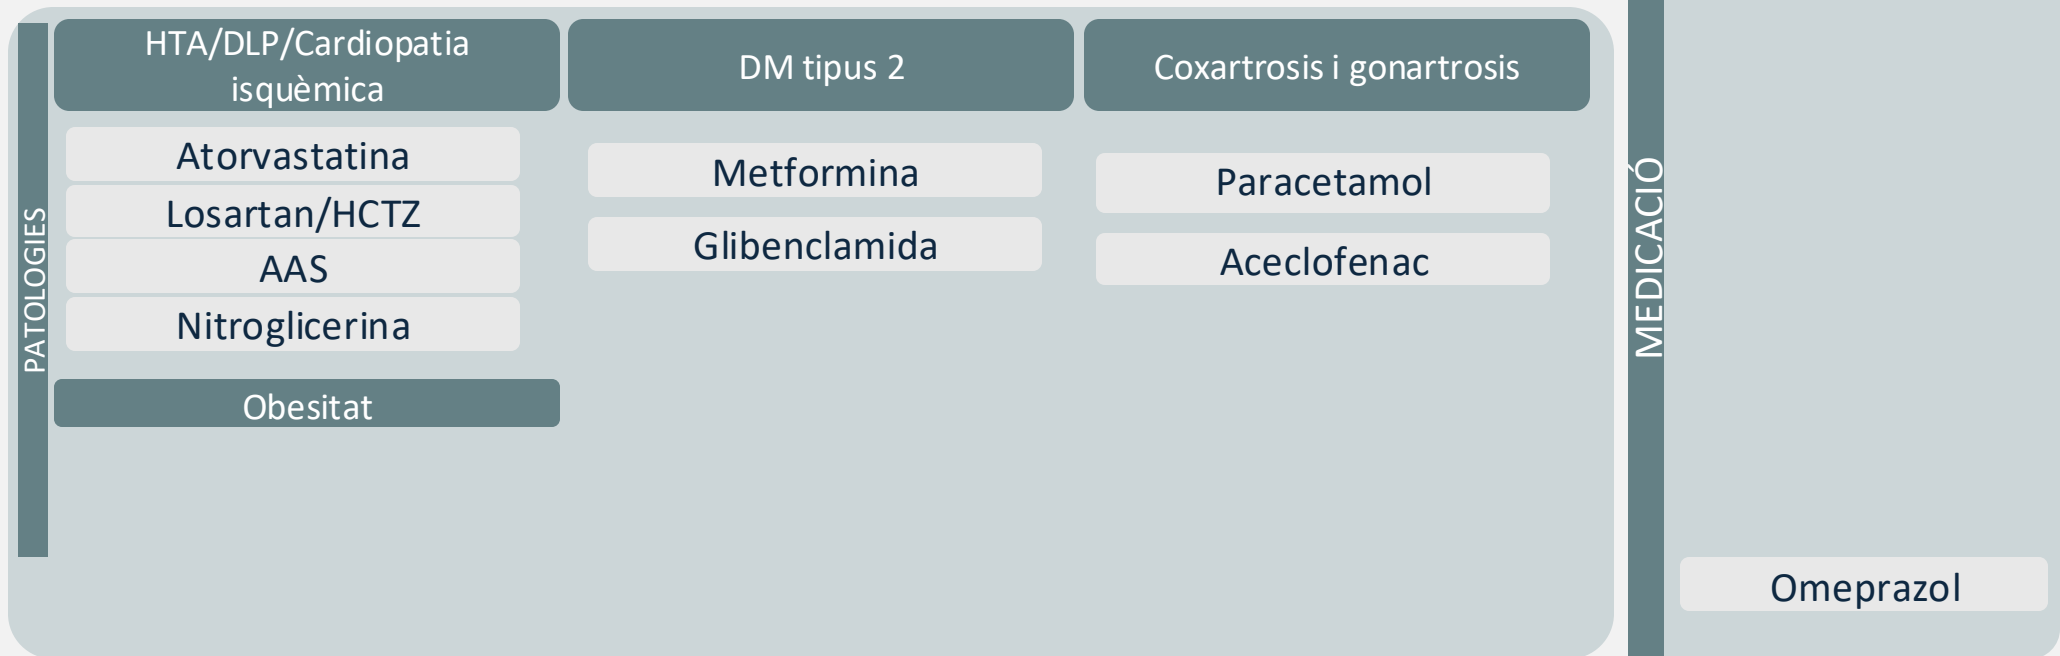 PATOLOGIES
HTA/DLP/Cardiopatia
isquèmica
Atorvastatina
Losartan/HCTZ
AAS
Nitroglicerina
Obesitat
DM tipus 2
Metformina
Glibenclamida
Coxartrosis i gonartrosis
Paracetamol
Aceclofenac
MEDICACIÓ
Omeprazol